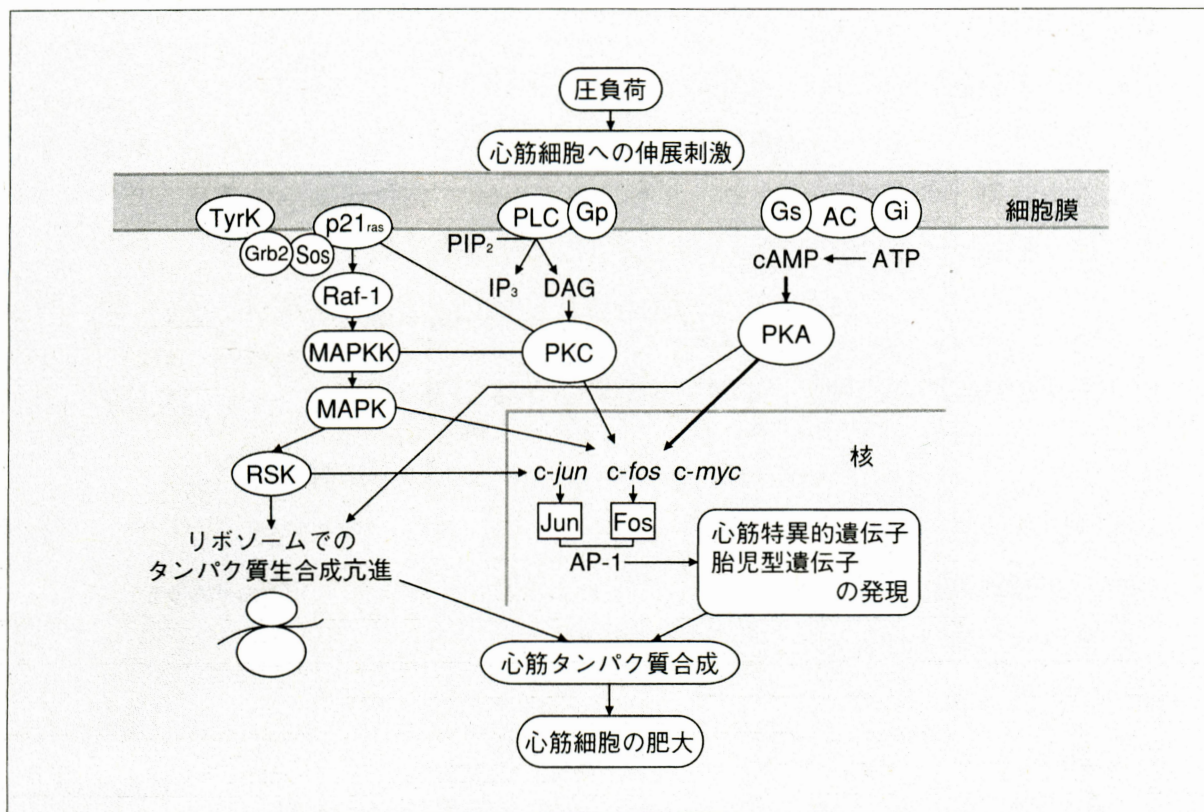 圧負荷
心筋細胞への伸展刺激
細胞膜
TyrK
Grb2
Sos
p21ras
PLC
Gp
Gs
AC
Gi
PIP2
cAMP
ATP
IP3
DAG
Raf-1
PKC
PKA
MAPKK
MAPK
RSK
核
c-jun c-fos c-myc
Jun
Fos
AP-1
心筋特異的遺伝子
胎児型遺伝子
の発現
リボソームでの
タンパク質生合成亢進
心筋タンパク質合成
心筋細胞の肥大